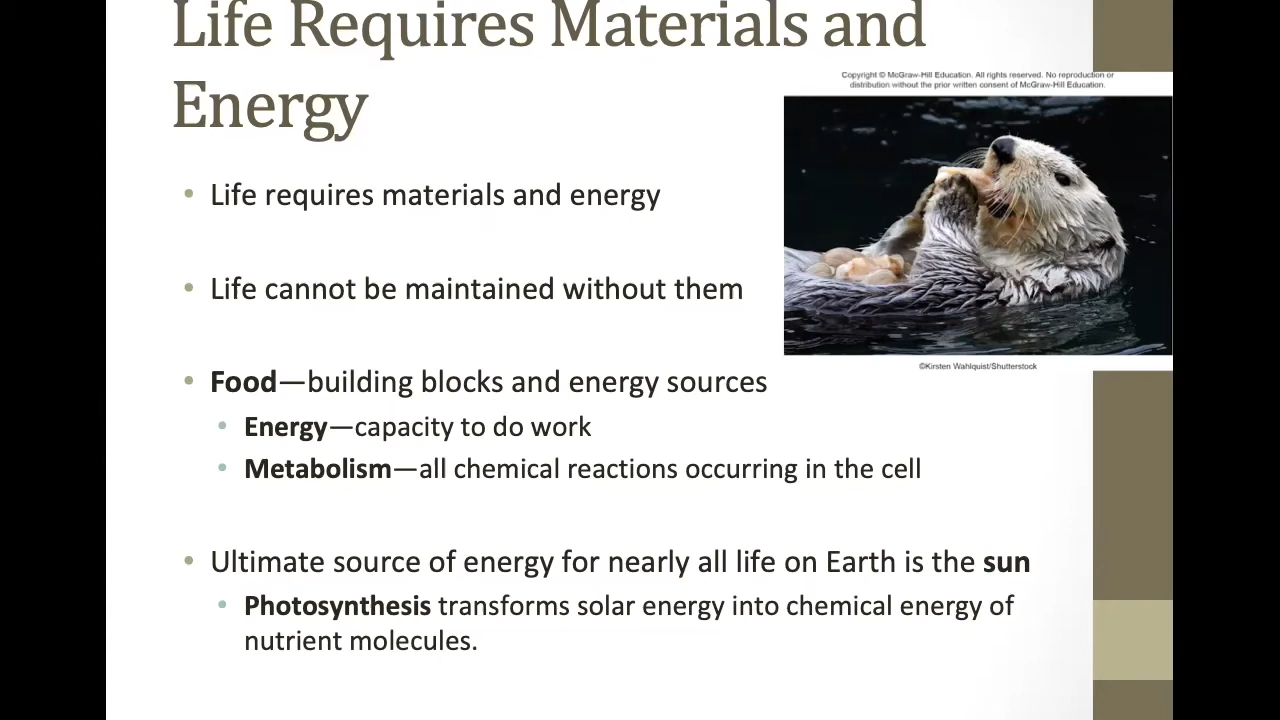 Life Requires Materials and
Energy
Copyright © McGraw-Hill Education. All rights reserved. No reproduction or
distribution without the prior written consent of McGraw-Hill Education.
• Life requires materials and energy
• Life cannot be maintained without them
©Kirsten Wahlquist/Shutterstock
• Food—building blocks and energy sources
• Energy—capacity to do work
• Metabolism—all chemical reactions occurring in the cell
• Ultimate source of energy for nearly all life on Earth is the sun
• Photosynthesis transforms solar energy into chemical energy of
nutrient molecules.